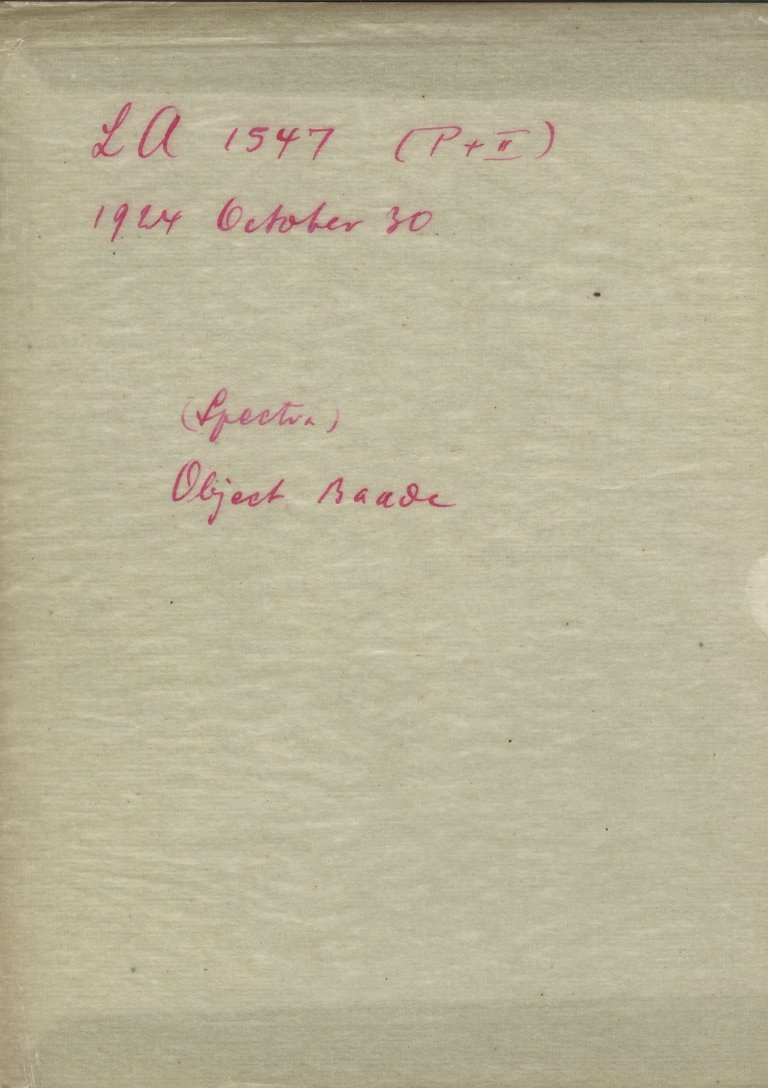 LA 1547 (P+II)
1924 October 30
(Spectra)
Object Baade